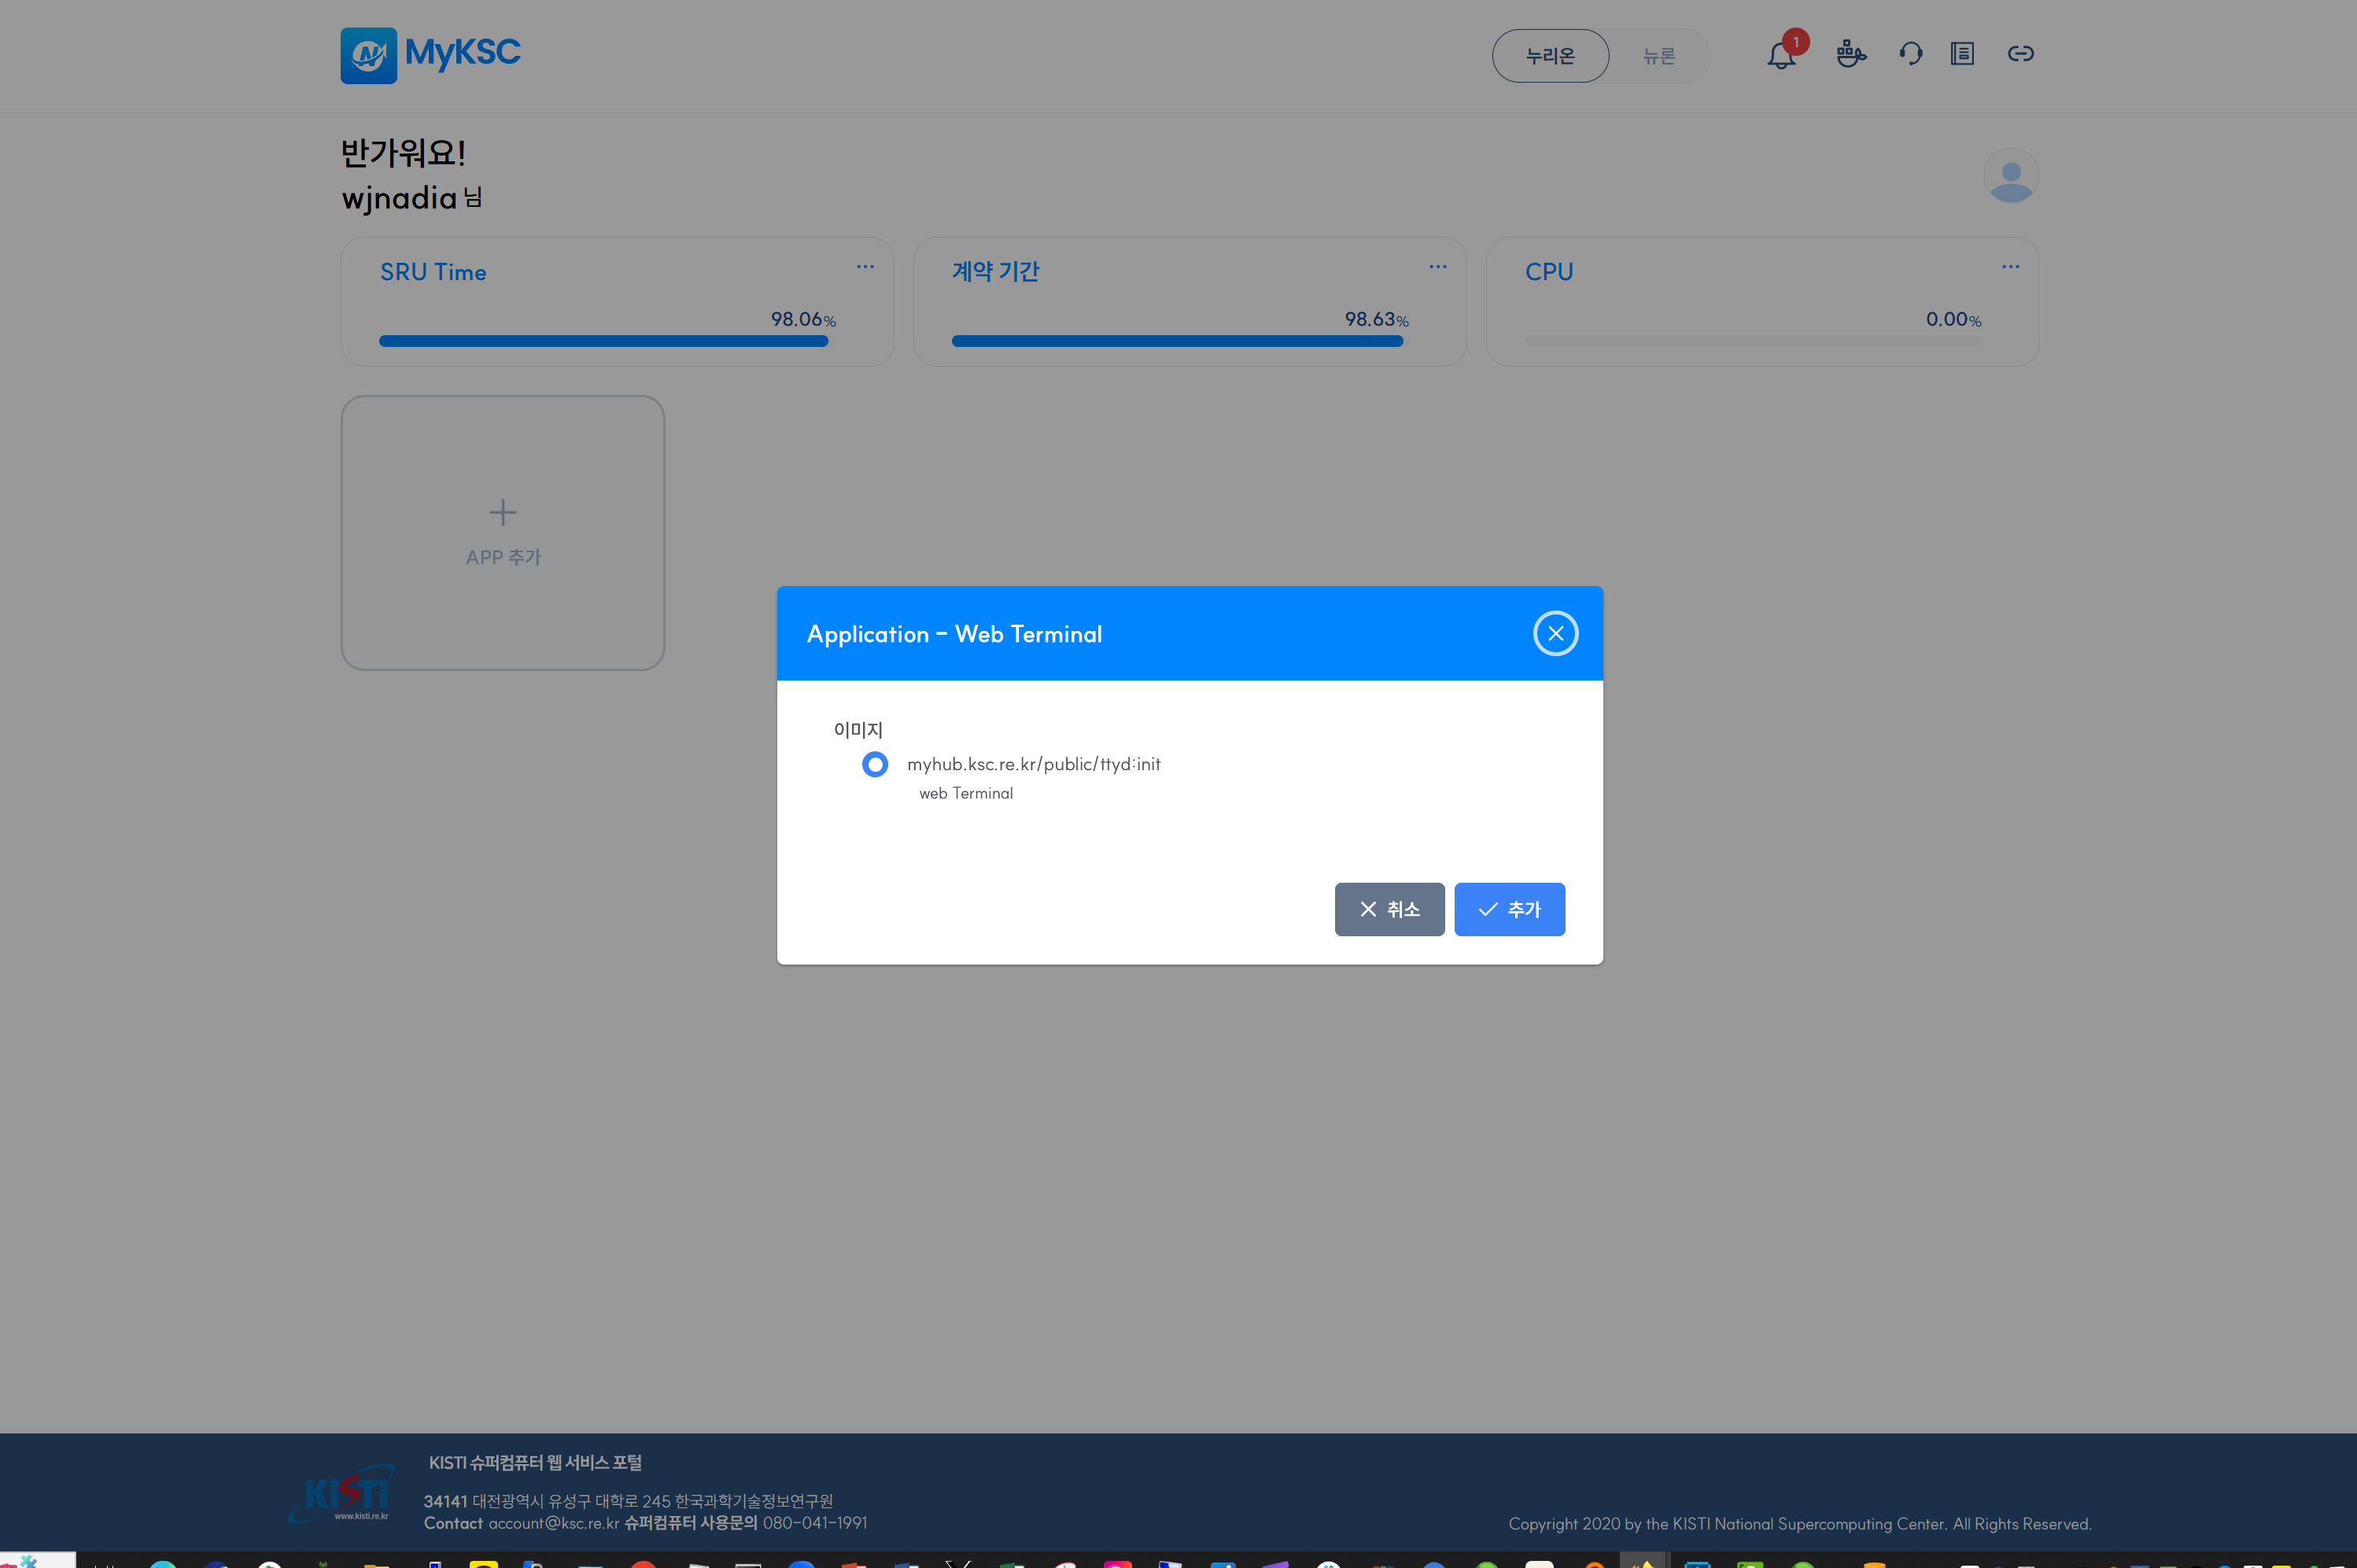 MyKSC
누리온 뉴론 1
반가워요!
wjnadia 님
SRU Time
98.06%
계약 기간
98.63%
CPU
0.00%
APP 추가
Application - Web Terminal
이미지
myhub.ksc.re.kr/public/ttyd:init
web Terminal
취소 추가
KISTI
www.kisti.re.kr
KISTI 슈퍼컴퓨터 웹 서비스 포털
34141 대전광역시 유성구 대학로 245 한국과학기술정보연구원
Contact account@ksc.re.kr 슈퍼컴퓨터 사용문의 080-041-1991
Copyright 2020 by the KISTI National Supercomputing Center. All Rights Reserved.